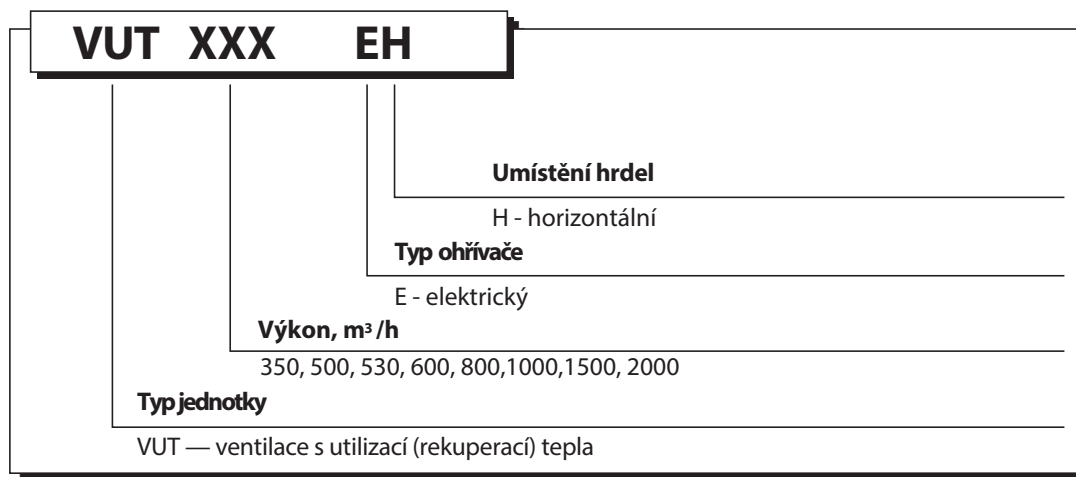 VUT XXX EH
Umístění hrdel
H - horizontální
Typ ohřívače
E - elektrický
Výkon, m³/h
350, 500, 530, 600, 800,1000,1500, 2000
Typ jednotky
VUT — ventilace s utilizací (rekuperací) tepla